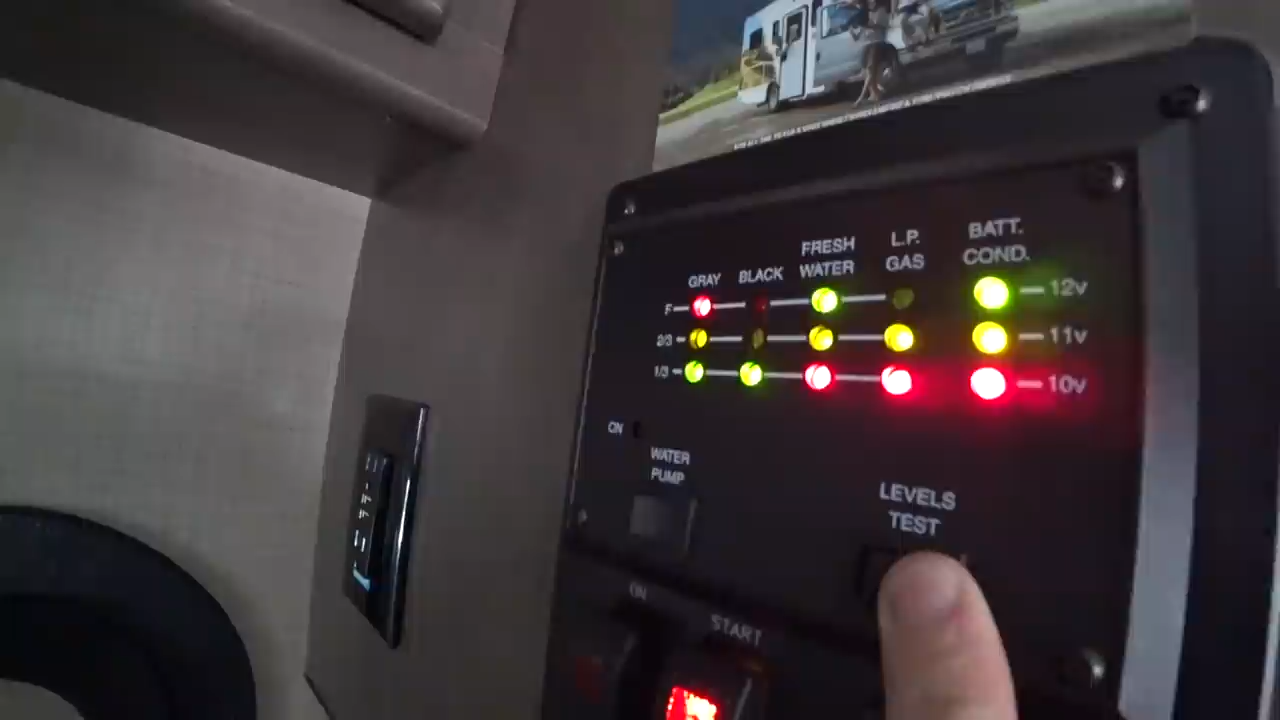 GRAY
BLACK
FRESH
WATER
L.P.
GAS
BATT.
COND.
F
2/3
1/3
12v
11v
10v
ON
WATER
PUMP
LEVELS
TEST
ON
START